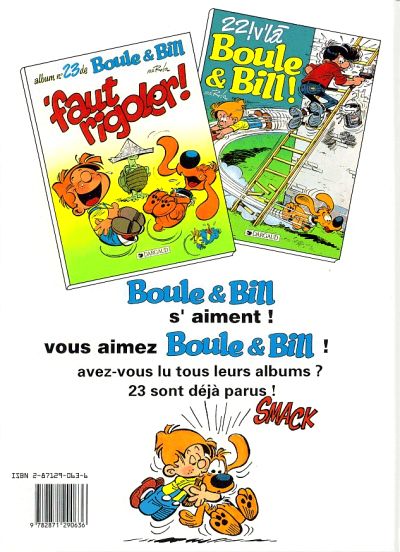 album n° 23 de Boule & Bill
'faut rigoler!
DARGAUD
22! v'là
Boule & Bill!
DARGAUD
Boule & Bill
s' aiment !
vous aimez Boule & Bill !
avez-vous lu tous leurs albums ?
23 sont déjà parus !
SMACK
ISBN 2-87129-063-6
9 782871 290636